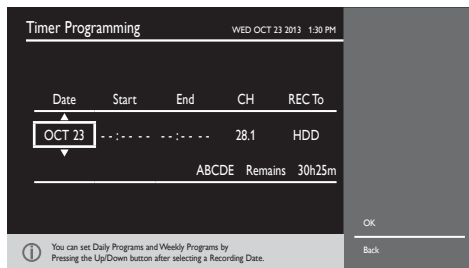 Timer Programming WED OCT 23 2013 1:30 PM
Date Start End CH REC To
OCT 23 --:---- --:---- 28.1 HDD
ABCDE Remains 30h25m
OK
You can set Daily Programs and Weekly Programs by
Pressing the Up/Down button after selecting a Recording Date.
Back